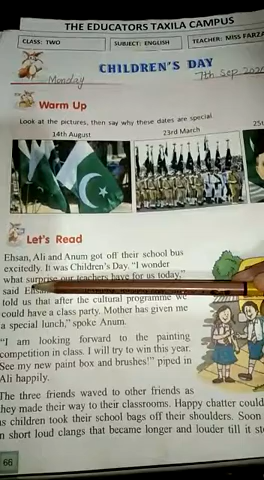 THE EDUCATORS TAXILA CAMPUS
CLASS: TWO
SUBJECT: ENGLISH
TEACHER: MISS FARZA
CHILDREN'S DAY
Monday
7th Sep
Warm Up
Look at the pictures, then say why these dates are special
14th August
23rd March
25t
Let's Read
Ehsan, Ali and Anum got off their school bus
excitedly. It was Children's Day. "I wonder
what surprise our teachers have for us today,"
said Ehsan
told us that after the cultural programme we
could have a class party. Mother has given me
a special lunch," spoke Anum.
"I am looking forward to the painting
competition in class. I will try to win this year.
See my new paint box and brushes!" piped in
Ali happily.
The three friends waved to other friends as
they made their way to their classrooms. Happy chatter could
as children took their school bags off their shoulders. Soon
n short loud clangs that became longer and louder till it st
66